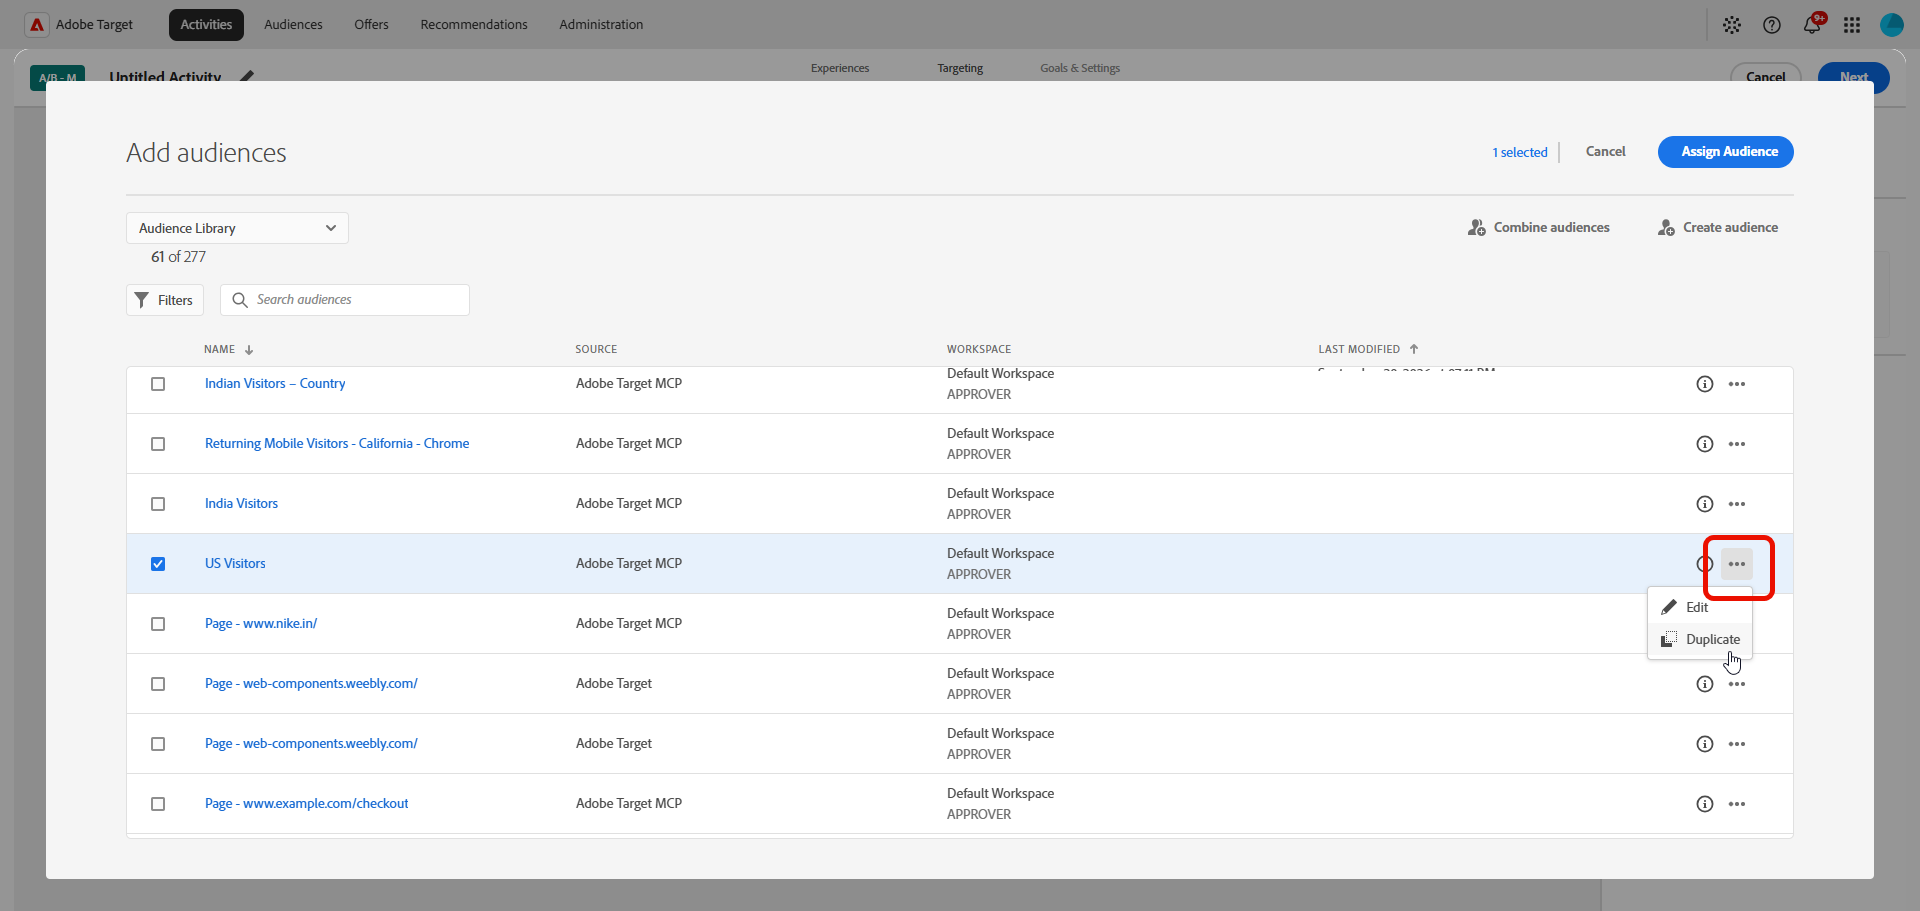 Adobe Target
Activities
Audiences
Offers
Recommendations
Administration
9+
A/B - M
Untitled Activity
Experiences
Targeting
Goals & Settings
Cancel
Next
Add audiences
1 selected
Cancel
Assign Audience
Audience Library
61 of 277
Combine audiences
Create audience
Filters
Search audiences
NAME
SOURCE
WORKSPACE
LAST MODIFIED
Indian Visitors – Country
Adobe Target MCP
Default Workspace
APPROVER
Returning Mobile Visitors - California - Chrome
Adobe Target MCP
Default Workspace
APPROVER
India Visitors
Adobe Target MCP
Default Workspace
APPROVER
US Visitors
Adobe Target MCP
Default Workspace
APPROVER
Edit
Duplicate
Page - www.nike.in/
Adobe Target MCP
Default Workspace
APPROVER
Page - web-components.weebly.com/
Adobe Target
Default Workspace
APPROVER
Page - web-components.weebly.com/
Adobe Target
Default Workspace
APPROVER
Page - www.example.com/checkout
Adobe Target MCP
Default Workspace
APPROVER